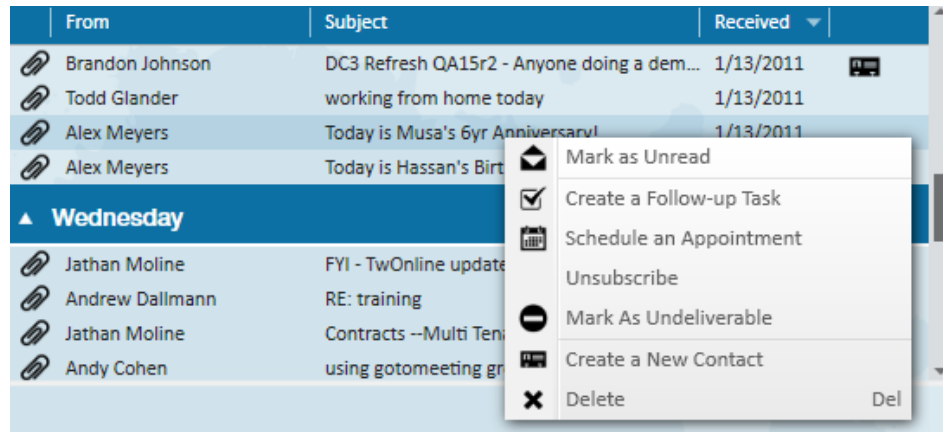 From Subject Received
Brandon Johnson DC3 Refresh QA15r2 - Anyone doing a dem... 1/13/2011
Todd Glander working from home today 1/13/2011
Alex Meyers Today is Musa's 6yr Anniversary! 1/13/2011
Alex Meyers Today is Hassan's Birt
Mark as Unread
Create a Follow-up Task
Schedule an Appointment
Unsubscribe
Mark As Undeliverable
Create a New Contact
Delete Del
Wednesday
Jathan Moline FYI - TwOnline update
Andrew Dallmann RE: training
Jathan Moline Contracts --Multi Tena
Andy Cohen using gotomeeting gr